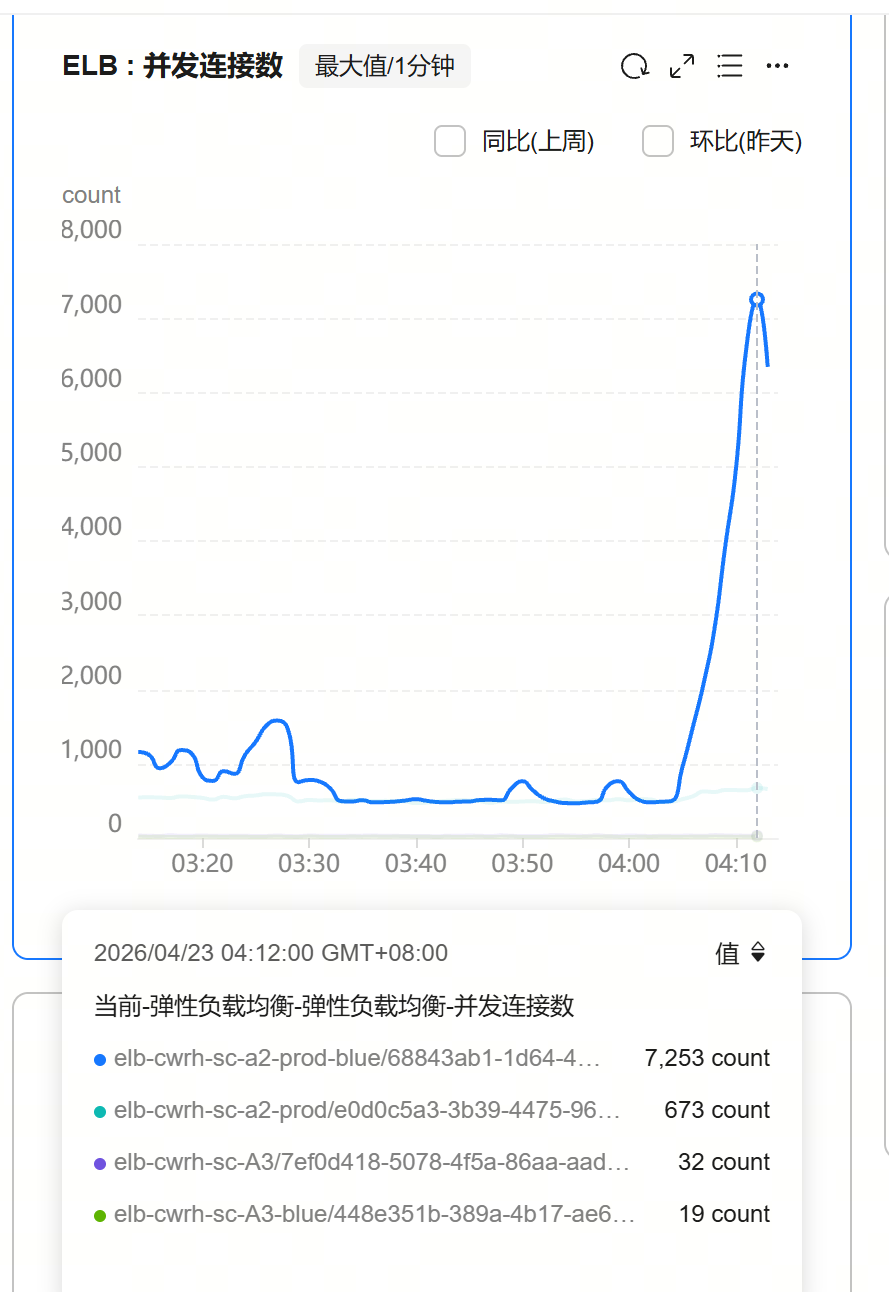 ELB : 并发连接数 最大值/1分钟
同比(上周) 环比(昨天)
count
8,000
7,000
6,000
5,000
4,000
3,000
2,000
1,000
0
03:20 03:30 03:40 03:50 04:00 04:10
2026/04/23 04:12:00 GMT+08:00 值
当前-弹性负载均衡-弹性负载均衡-并发连接数
elb-cwrh-sc-a2-prod-blue/68843ab1-1d64-4… 7,253 count
elb-cwrh-sc-a2-prod/e0d0c5a3-3b39-4475-96… 673 count
elb-cwrh-sc-A3/7ef0d418-5078-4f5a-86aa-aad… 32 count
elb-cwrh-sc-A3-blue/448e351b-389a-4b17-ae6… 19 count